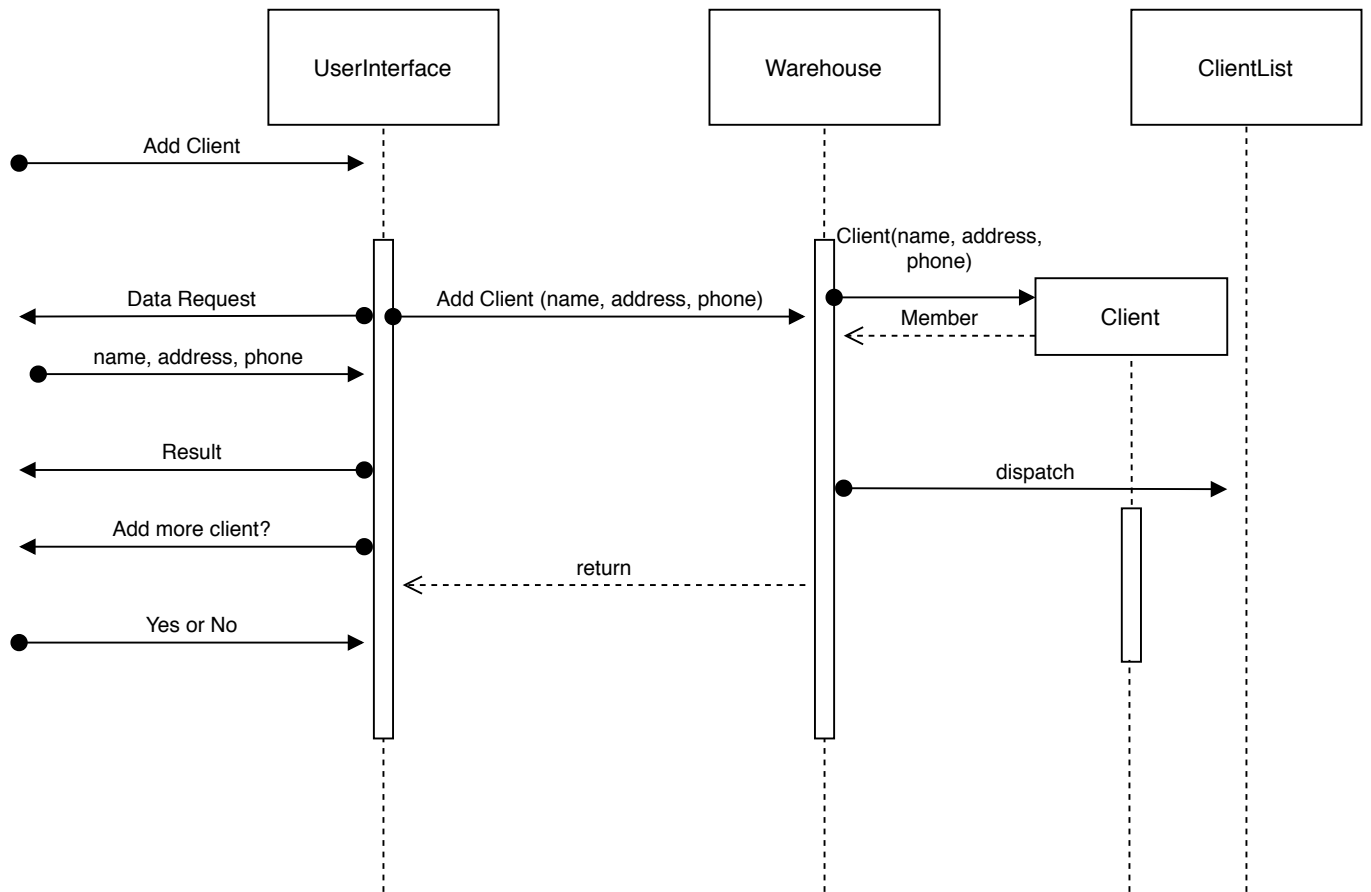 UserInterface
Warehouse
ClientList
Add Client
Client(name, address,
phone)
Data Request
Add Client (name, address, phone)
Member
Client
name, address, phone
Result
dispatch
Add more client?
return
Yes or No